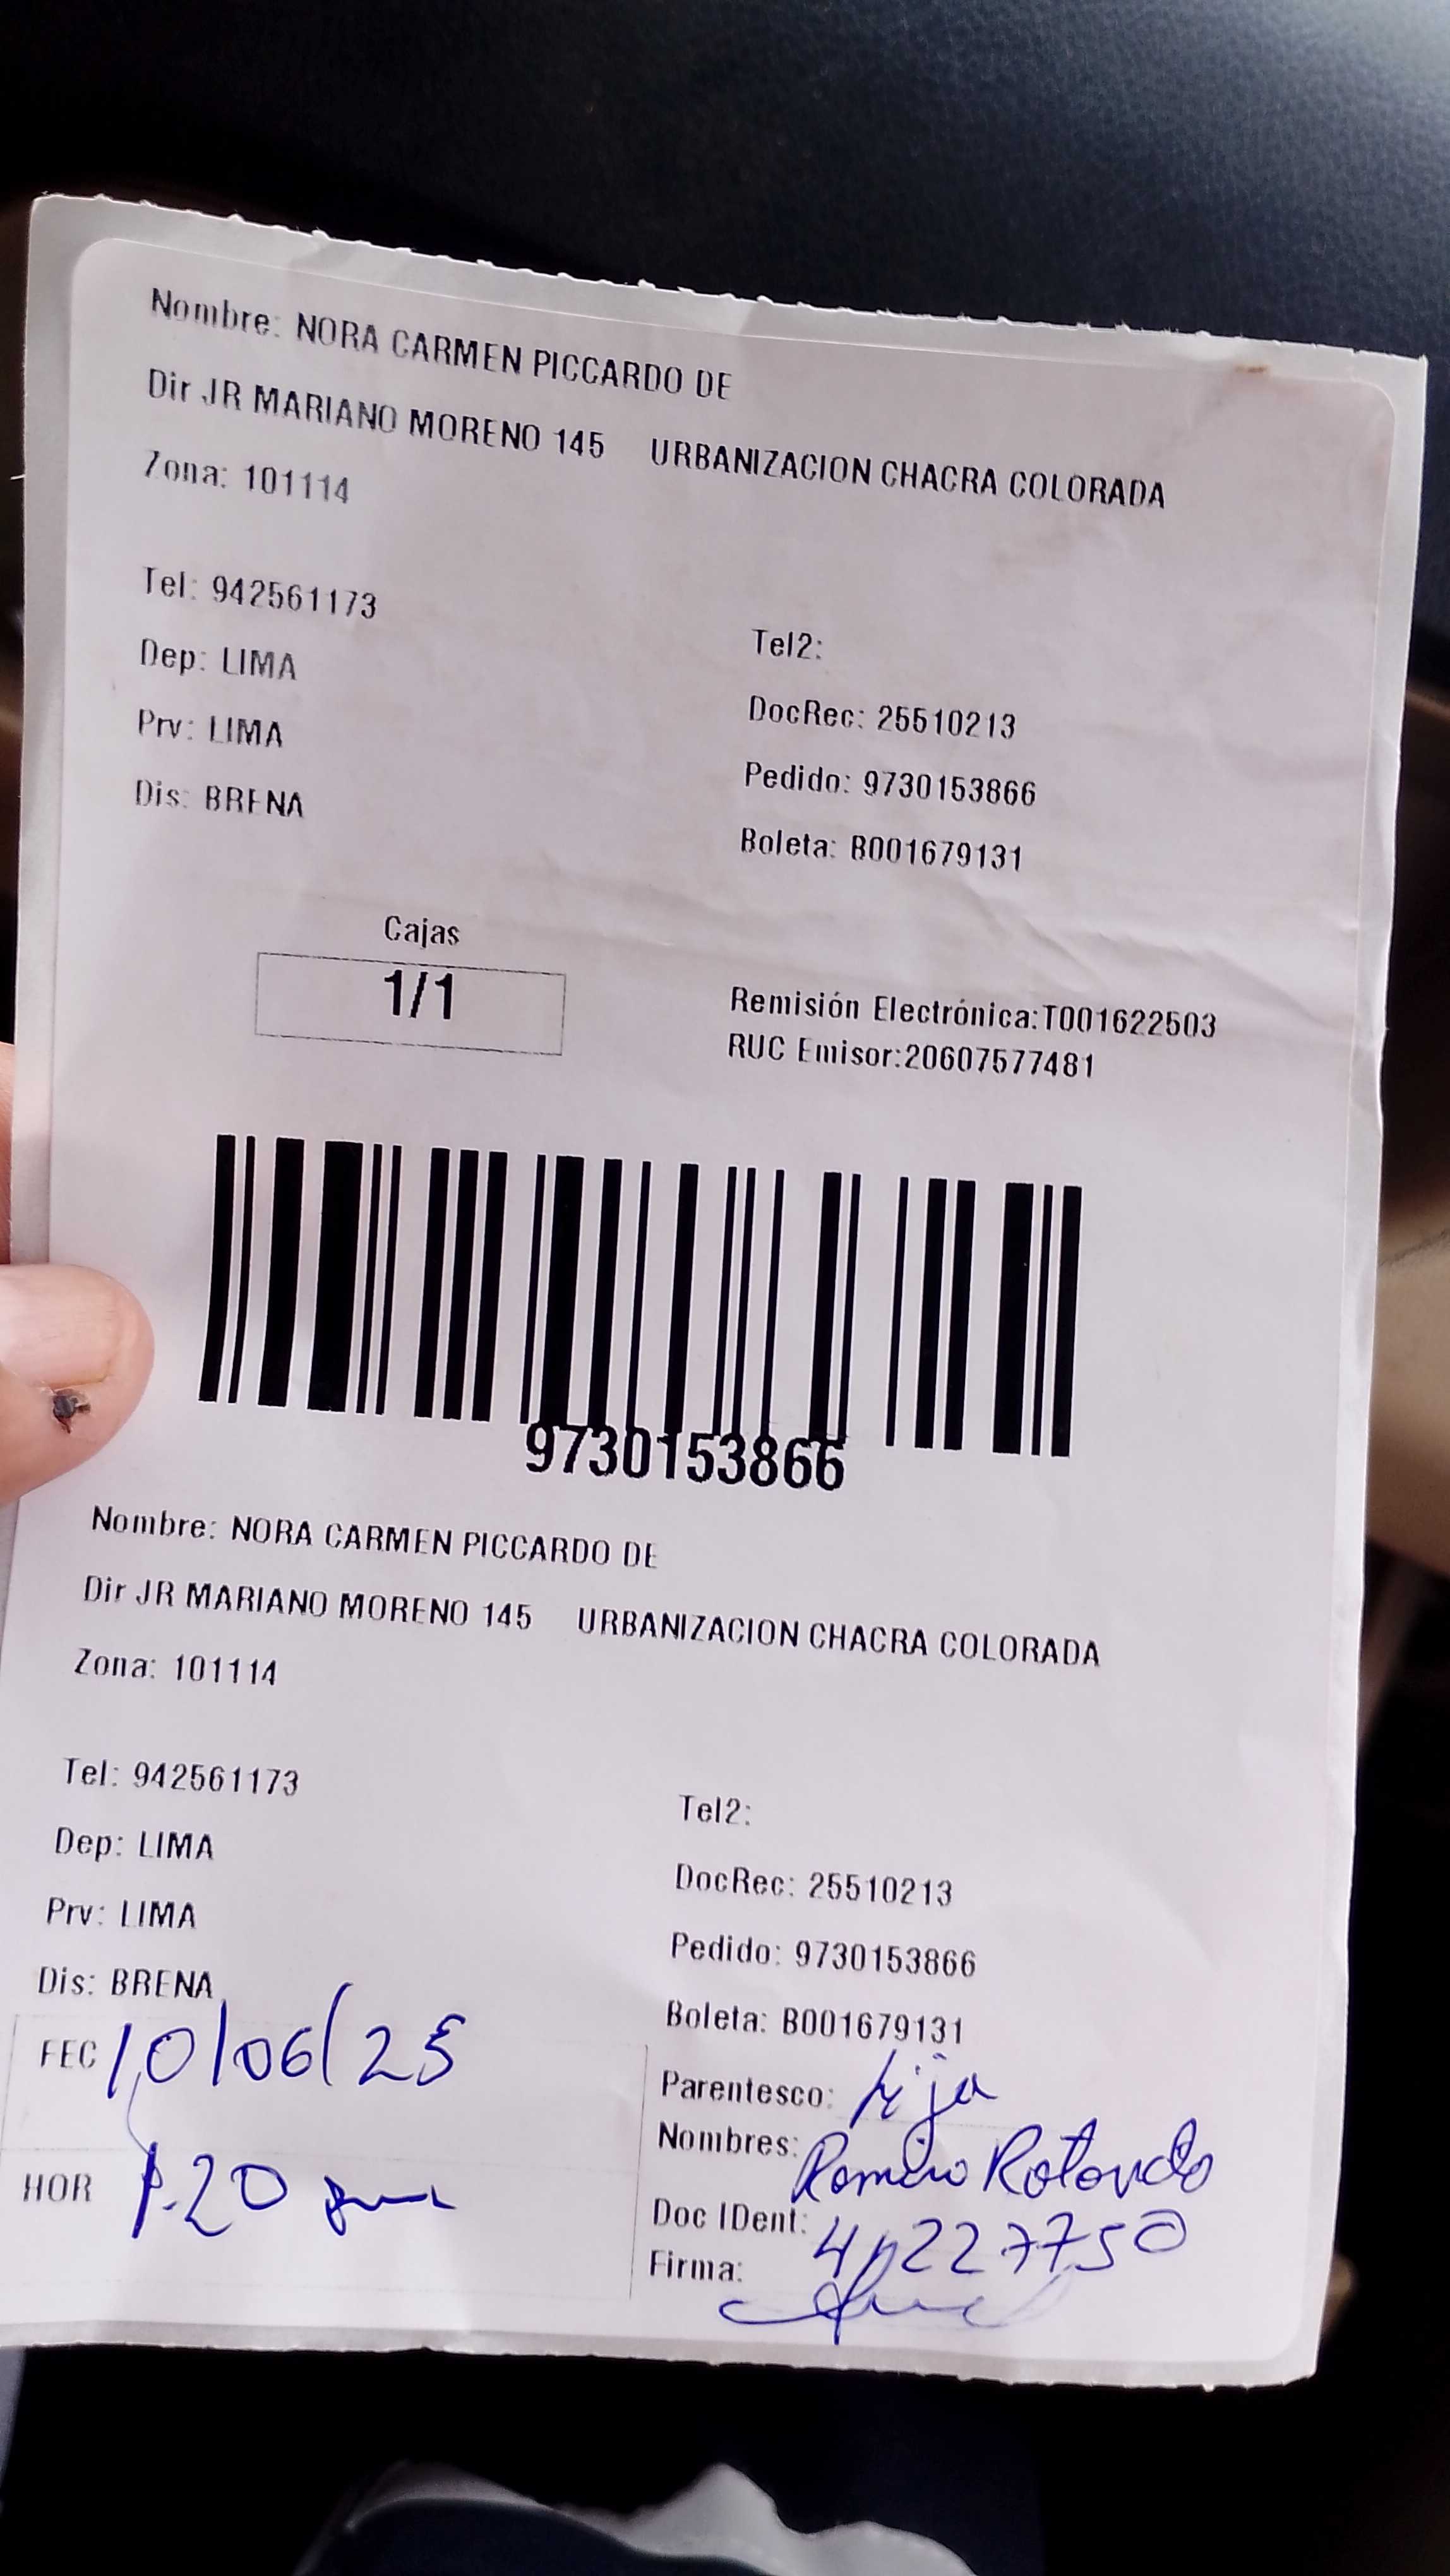 Nombre: NORA CARMEN PICCARDO DE
Dir JR MARIANO MORENO 145 URBANIZACION CHACRA COLORADA
Zona: 101114
Tel: 942561173
Tel2:
Dep: LIMA
DocRec: 25510213
Prv: LIMA
Pedido: 9730153866
Dis: BRENA
Boleta: B001679131
Cajas
1/1
Remisión Electrónica:T001622503
RUC Emisor:20607577481
9730153866
Nombre: NORA CARMEN PICCARDO DE
Dir JR MARIANO MORENO 145 URBANIZACION CHACRA COLORADA
Zona: 101114
Tel: 942561173
Tel2:
Dep: LIMA
DocRec: 25510213
Prv: LIMA
Pedido: 9730153866
Dis: BRENA
Boleta: B001679131
FEC 10/06/25
Parentesco: hija
Nombres: Rotondo
HOR 1.20
Doc IDent:
Firma: